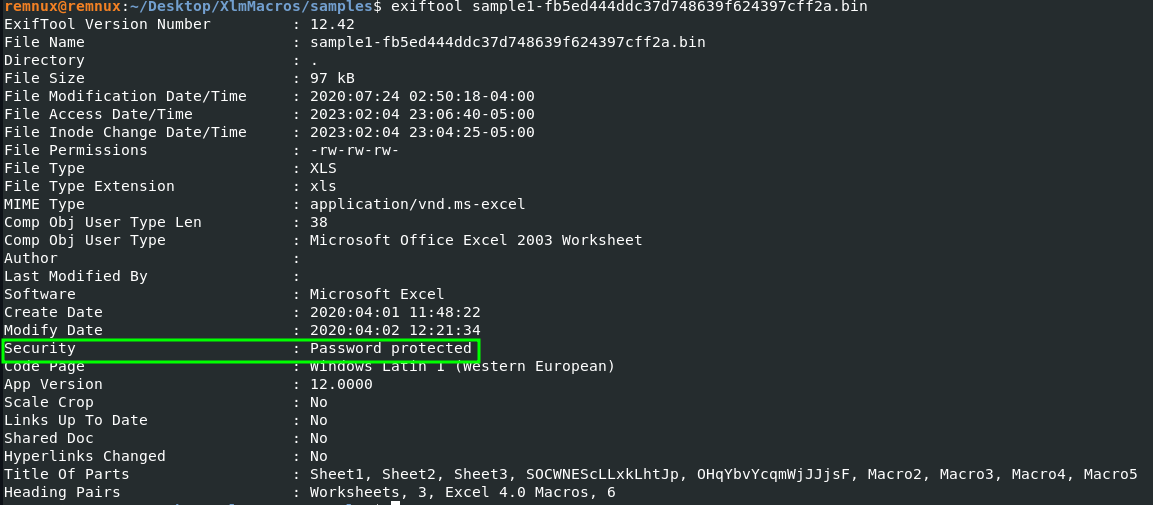 remnux@remnux:~/Desktop/XlmMacros/samples$ exiftool sample1-fb5ed444ddc37d748639f624397cff2a.bin
ExifTool Version Number : 12.42
File Name : sample1-fb5ed444ddc37d748639f624397cff2a.bin
Directory : .
File Size : 97 kB
File Modification Date/Time : 2020:07:24 02:50:18-04:00
File Access Date/Time : 2023:02:04 23:06:40-05:00
File Inode Change Date/Time : 2023:02:04 23:04:25-05:00
File Permissions : -rw-rw-rw-
File Type : XLS
File Type Extension : xls
MIME Type : application/vnd.ms-excel
Comp Obj User Type Len : 38
Comp Obj User Type : Microsoft Office Excel 2003 Worksheet
Author :
Last Modified By :
Software : Microsoft Excel
Create Date : 2020:04:01 11:48:22
Modify Date : 2020:04:02 12:21:34
Security : Password protected
Code Page : Windows Latin 1 (Western European)
App Version : 12.0000
Scale Crop : No
Links Up To Date : No
Shared Doc : No
Hyperlinks Changed : No
Title Of Parts : Sheet1, Sheet2, Sheet3, SOCWNEScLLxkLhtJp, OHqYbvYcqmWjJJjsF, Macro2, Macro3, Macro4, Macro5
Heading Pairs : Worksheets, 3, Excel 4.0 Macros, 6